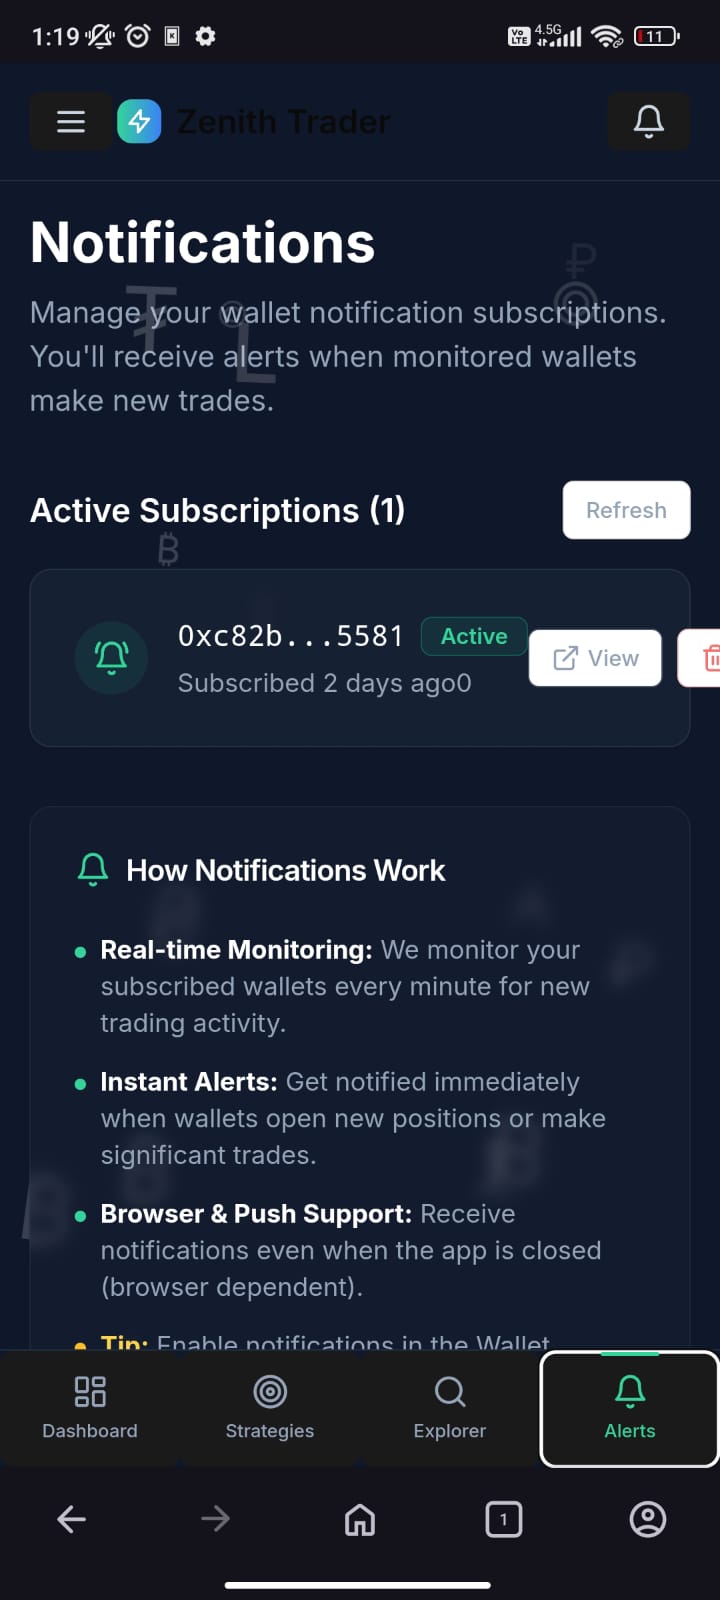 1:19
VoLTE 4.5G 11
Zenith Trader
Notifications
Manage your wallet notification subscriptions.
You'll receive alerts when monitored wallets
make new trades.
Active Subscriptions (1)
Refresh
0xc82b...5581 Active
Subscribed 2 days ago0
View
How Notifications Work
Real-time Monitoring: We monitor your
subscribed wallets every minute for new
trading activity.
Instant Alerts: Get notified immediately
when wallets open new positions or make
significant trades.
Browser & Push Support: Receive
notifications even when the app is closed
(browser dependent).
Tip: Enable notifications in the Wallet
Dashboard Strategies Explorer Alerts
1